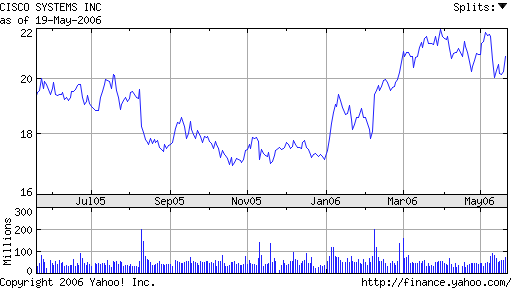 CISCO SYSTEMS INC
Splits:▼
as of 19-May-2006
22
20
18
16
Jul05 Sep05 Nov05 Jan06 Mar06 May06
300
200
100
0
Millions
Copyright 2006 Yahoo! Inc.
http://finance.yahoo.com/